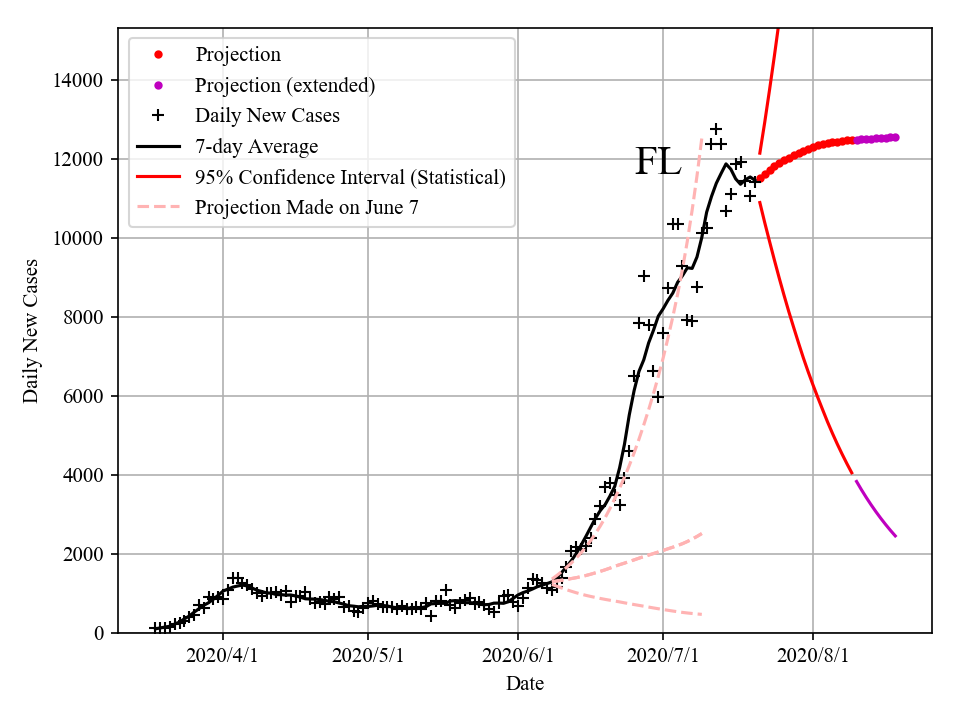 14000
12000
10000
8000
6000
4000
2000
0
Daily New Cases
Projection
Projection (extended)
Daily New Cases
7-day Average
95% Confidence Interval (Statistical)
Projection Made on June 7
FL
2020/4/1
2020/5/1
2020/6/1
2020/7/1
2020/8/1
Date